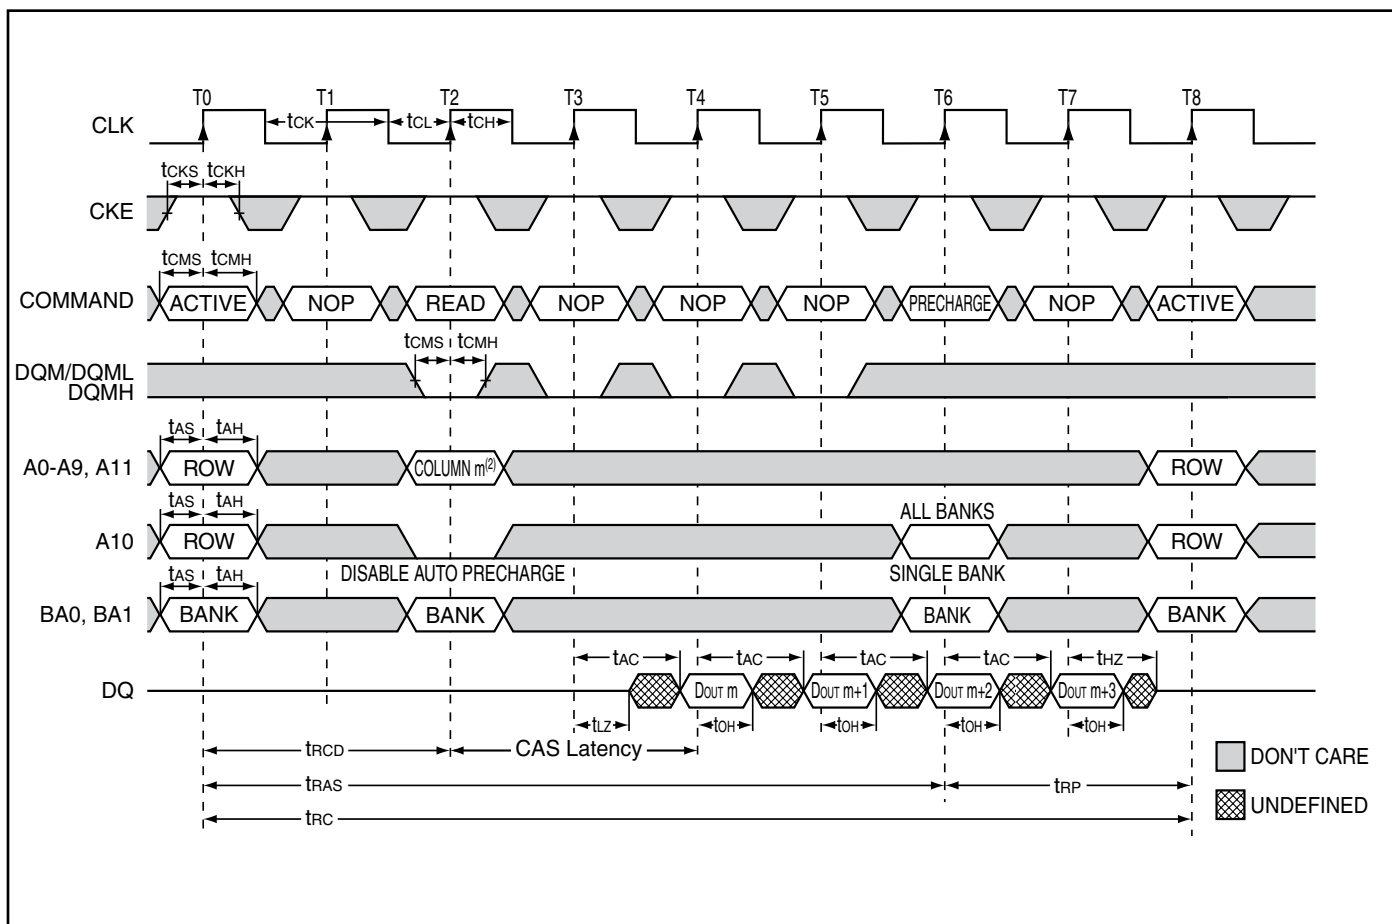 T0 T1 T2 T3 T4 T5 T6 T7 T8
CLK tCK tCL tCH
tCKS tCKH
CKE
tCMS tCMH
COMMAND ACTIVE NOP READ NOP NOP NOP PRECHARGE NOP ACTIVE
tCMS tCMH
DQM/DQML
DQMH
tAS tAH
A0-A9, A11 ROW COLUMN m(2) ROW
tAS tAH ALL BANKS
A10 ROW ROW
DISABLE AUTO PRECHARGE SINGLE BANK
tAS tAH
BA0, BA1 BANK BANK BANK BANK
tAC tAC tAC tAC tHZ
DQ DOUT m DOUT m+1 DOUT m+2 DOUT m+3
tLZ tOH tOH tOH tOH
tRCD CAS Latency
DON'T CARE
tRAS tRP
UNDEFINED
tRC